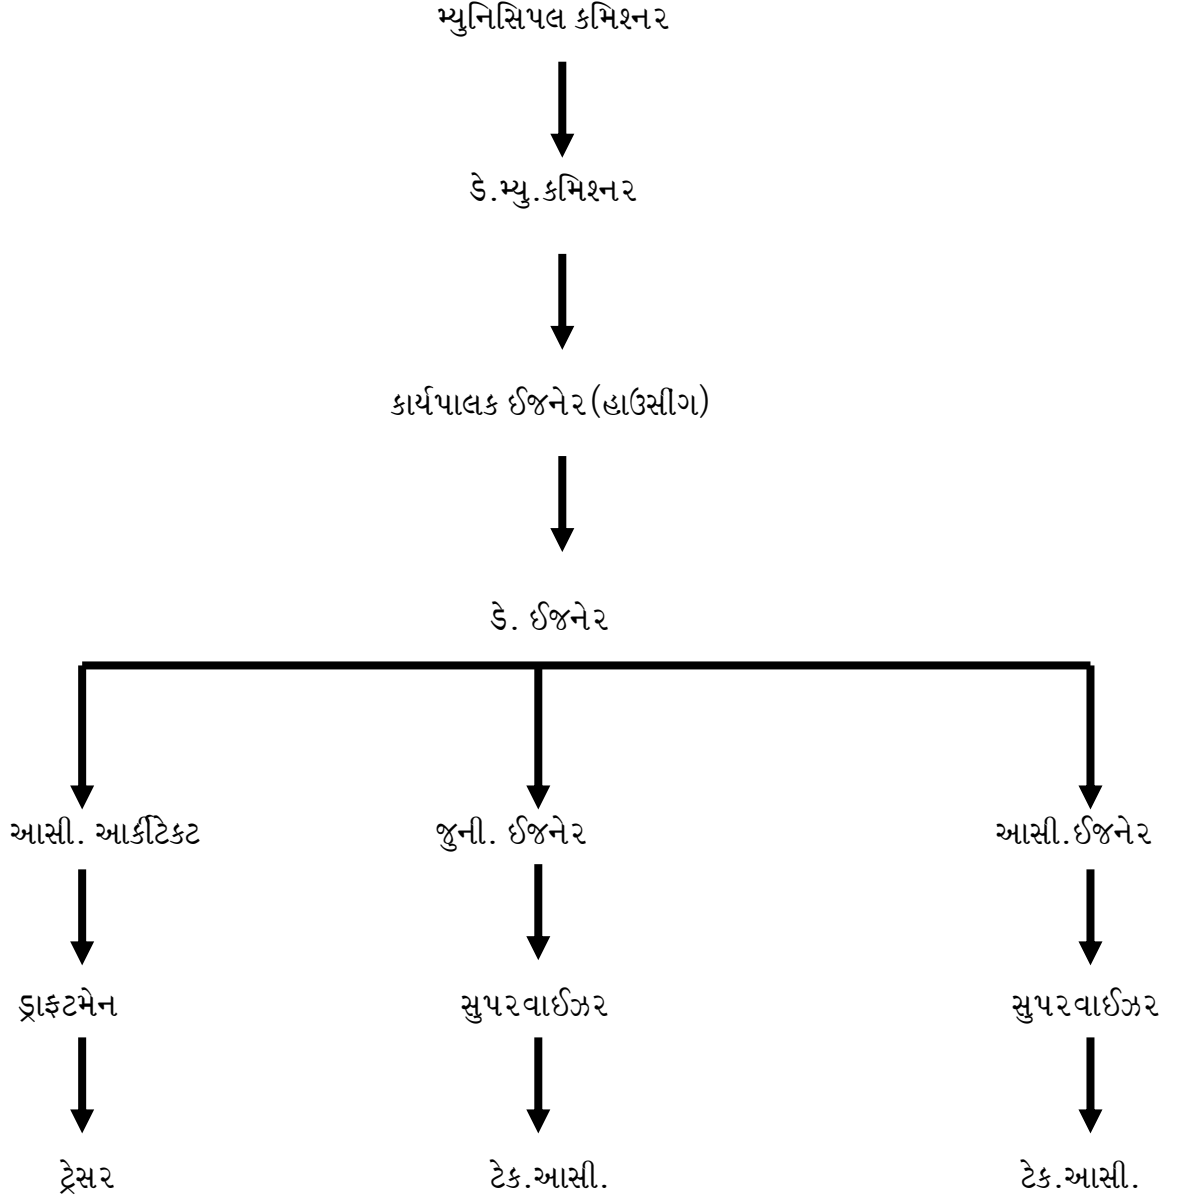 મ્યુનિસિપલ કમિશ્નર
ડે.મ્યુ.કમિશ્નર
કાર્યપાલક ઈજનેર(હાઉસીંગ)
ડે. ઈજનેર
આસી. આર્કીટેકટ
જુની. ઈજનેર
આસી.ઈજનેર
ડ્રાફટમેન
સુપરવાઈઝર
સુપરવાઈઝર
ટ્રેસર
ટેક.આસી.
ટેક.આસી.